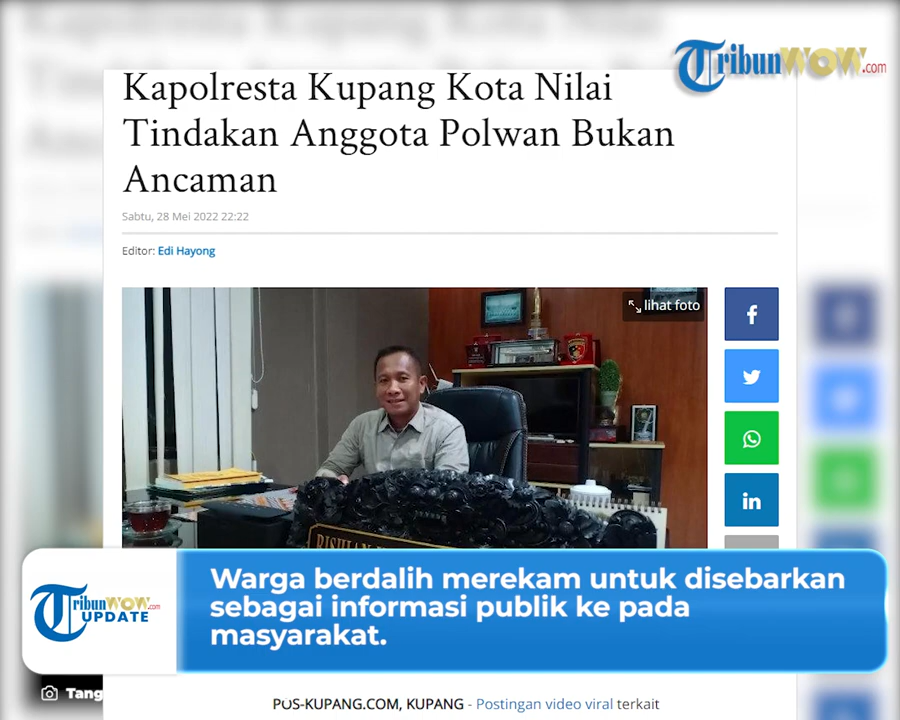 TribunWOW.com
Kapolresta Kupang Kota Nilai
Tindakan Anggota Polwan Bukan
Ancaman
Sabtu, 28 Mei 2022 22:22
Editor: Edi Hayong
lihat foto
TribunWOW.com
UPDATE
Warga berdalih merekam untuk disebarkan
sebagai informasi publik ke pada
masyarakat.
Tang
POS-KUPANG.COM, KUPANG - Postingan video viral terkait